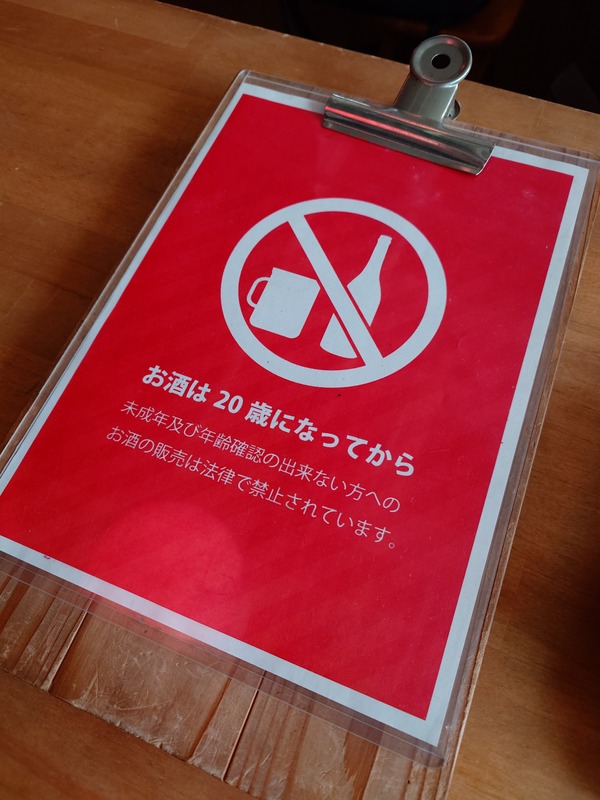 お酒は 20 歳になってから
未成年及び年齢確認の出来ない方への
お酒の販売は法律で禁止されています。